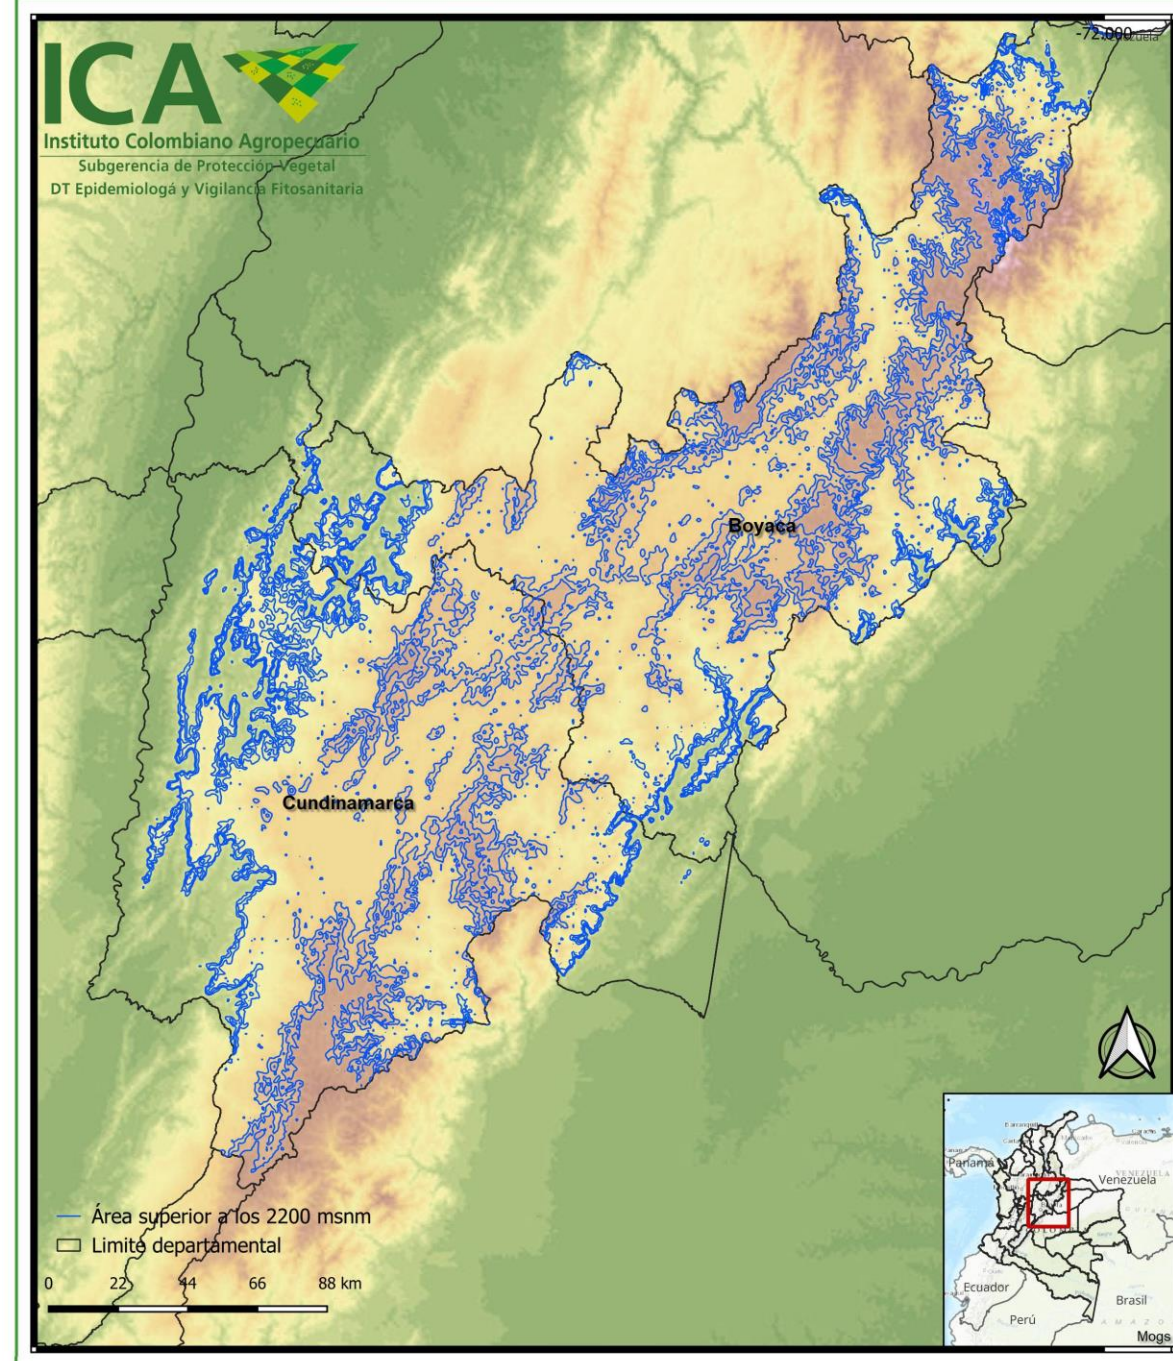 -72.000
ICA
Instituto Colombiano Agropecuario
Subgerencia de Protección Vegetal
DT Epidemiologá y Vigilancia Fitosanitaria
Boyaca
Cundinamarca
Área superior a los 2200 msnm
Limite departamental
0 22 44 66 88 km
Panamá
Venezuela
VENEZUELA
Ecuador
Perú
Brasil
Mogs